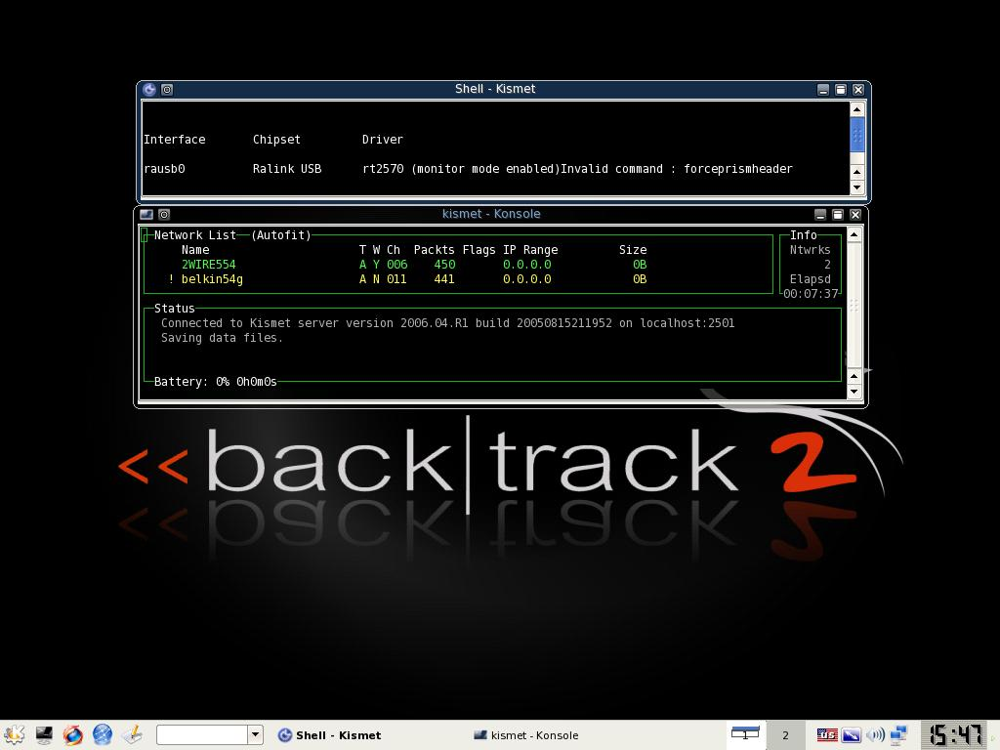 Shell - Kismet
Interface Chipset Driver
rausb0 Ralink USB rt2570 (monitor mode enabled)Invalid command : forceprismheader
kismet - Konsole
Network List (Autofit) Info
Name T W Ch Packts Flags IP Range Size Ntwrks
2WIRE554 A Y 006 450 0.0.0.0 0B 2
! belkin54g A N 011 441 0.0.0.0 0B Elapsd
00:07:37
Status
Connected to Kismet server version 2006.04.R1 build 20050815211952 on localhost:2501
Saving data files.
Battery: 0% 0h0m0s
<< back|track 2
Shell - Kismet kismet - Konsole 1 2 US 15:47